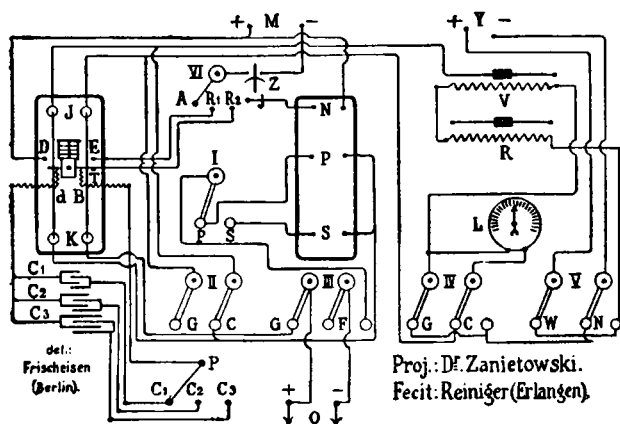 + M -
+ Y -
VI
Z
A R1 R2 J
J
D E
d B T
K
N
P
S
I
P S
V
R
L
C1
C2
C3
II
G C
III
G F
IV
G C
V
W N
del.:
Frischeisen
(Berlin).
P
C1 C2 C3
+ -
O
Proj.: Dr. Zanietowski.
Fecit: Reiniger (Erlangen).